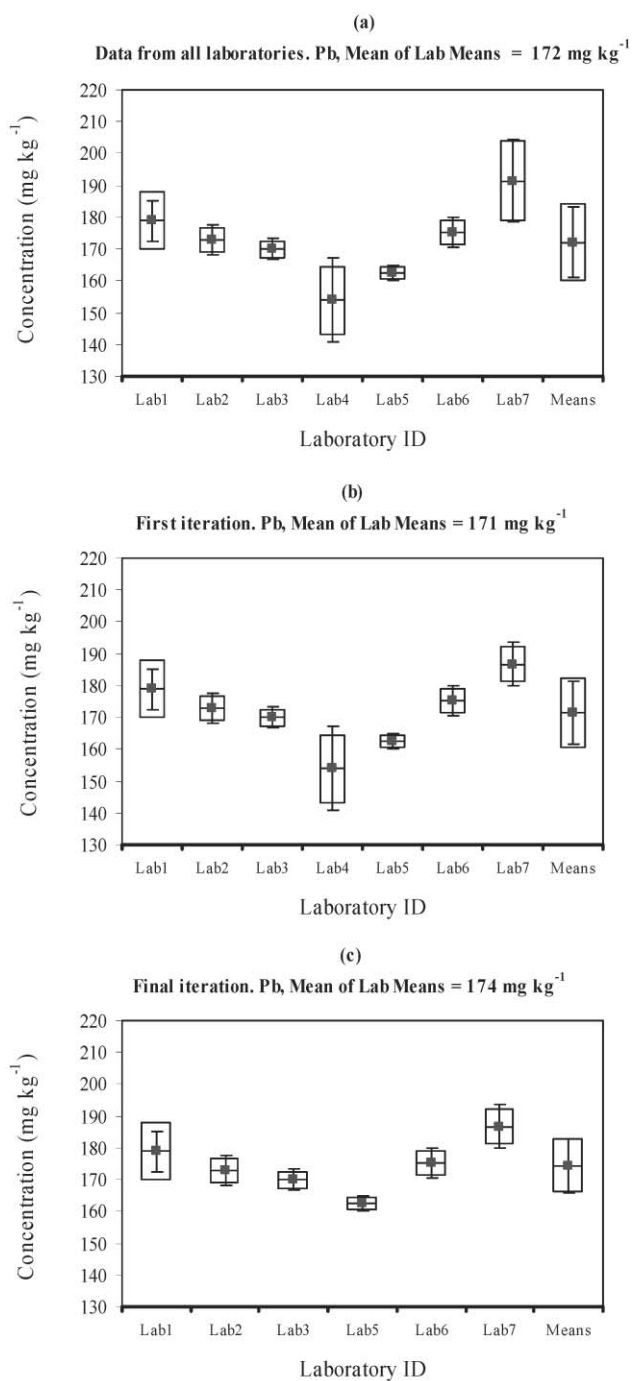 (a)
Data from all laboratories. Pb, Mean of Lab Means = 172 mg kg-1
220
210
200
190
180
170
160
150
140
130
Concentration (mg kg-1)
Lab1 Lab2 Lab3 Lab4 Lab5 Lab6 Lab7 Means
Laboratory ID
(b)
First iteration. Pb, Mean of Lab Means = 171 mg kg-1
220
210
200
190
180
170
160
150
140
130
Concentration (mg kg-1)
Lab1 Lab2 Lab3 Lab4 Lab5 Lab6 Lab7 Means
Laboratory ID
(c)
Final iteration. Pb, Mean of Lab Means = 174 mg kg-1
220
210
200
190
180
170
160
150
140
130
Concentration (mg kg-1)
Lab1 Lab2 Lab3 Lab5 Lab6 Lab7 Means
Laboratory ID